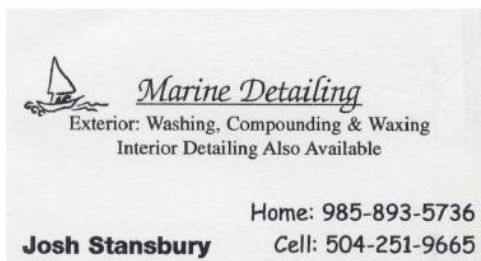 Marine Detailing
Exterior: Washing, Compounding & Waxing
Interior Detailing Also Available
Home: 985-893-5736
Josh Stansbury Cell: 504-251-9665